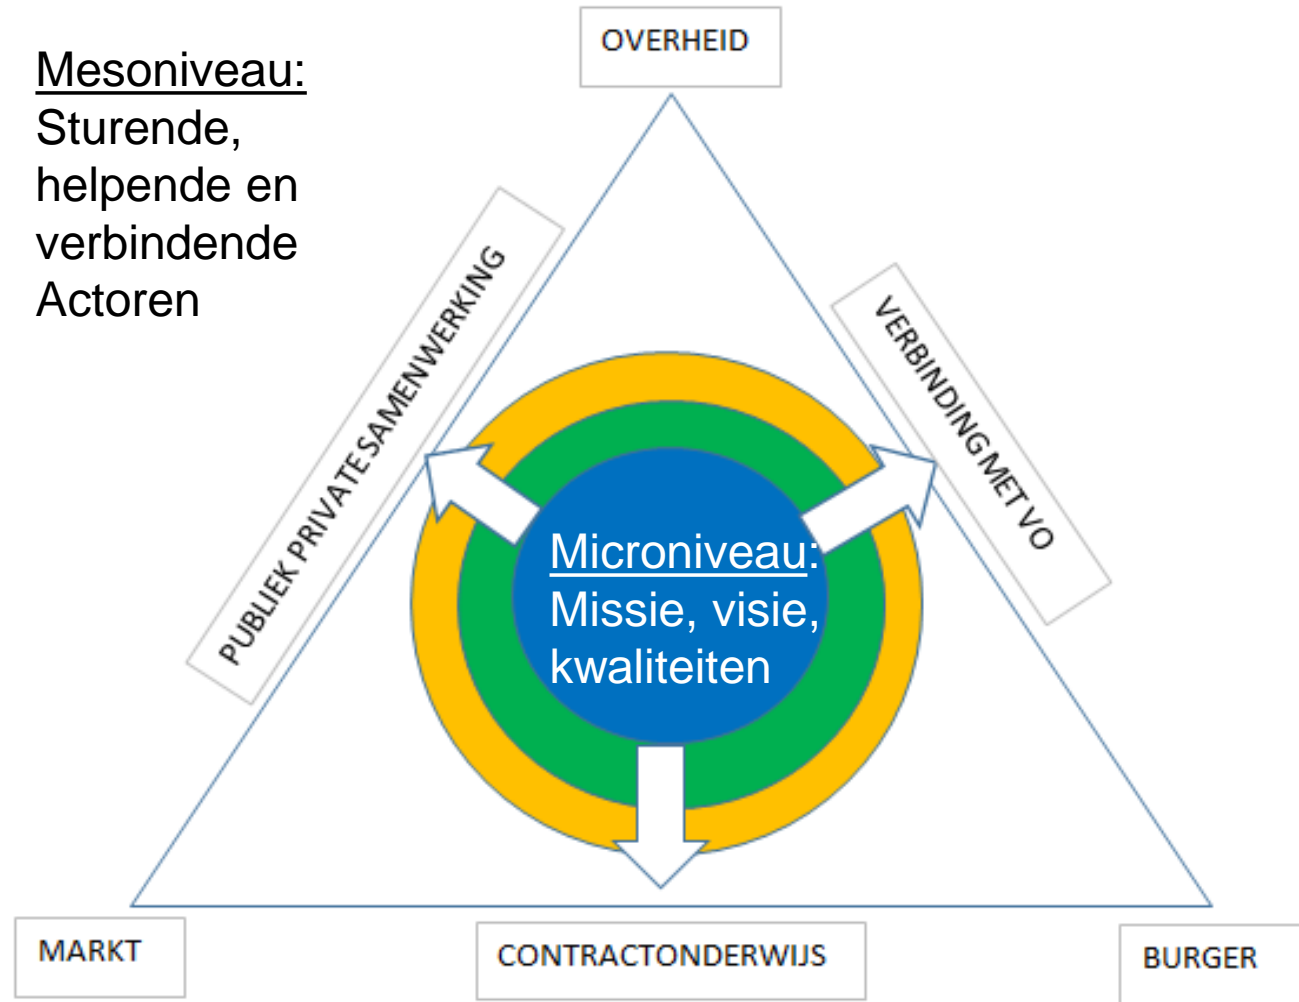 OVERHEID
Mesoniveau:
Sturende,
helpende en
verbindende
Actoren
PUBLIEK PRIVATE SAMENWERKING
VERBINDING MET VO
Microniveau:
Missie, visie,
kwaliteiten
MARKT
CONTRACTONDERWIJS
BURGER